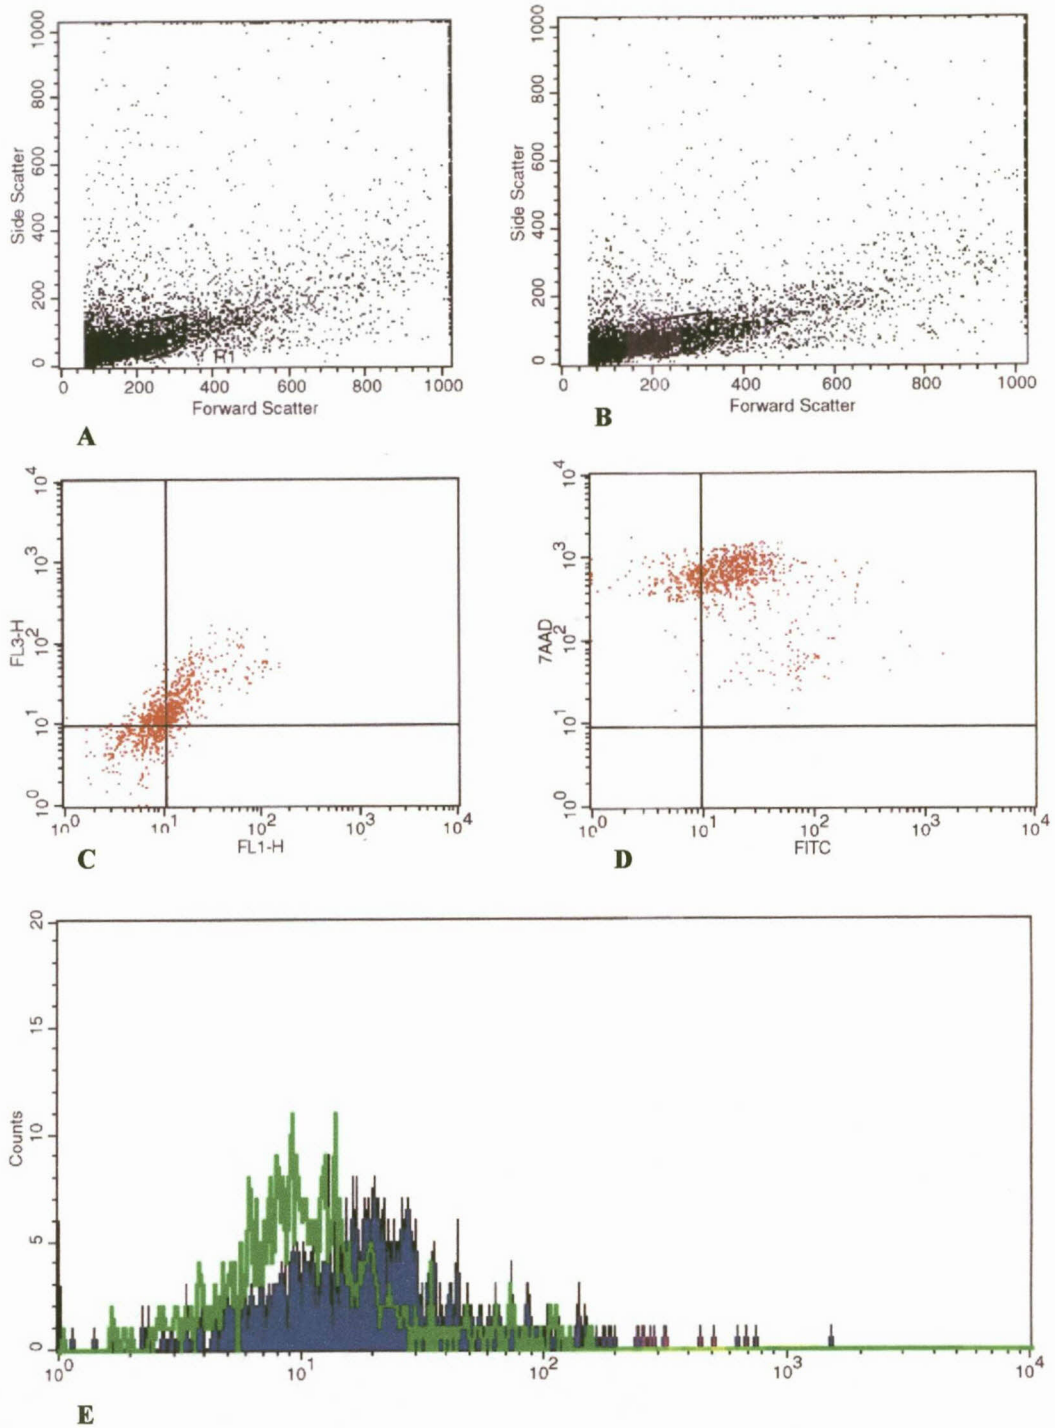 1000
800
600
400
200
0
Side Scatter
R1
0 200 400 600 800 1000
Forward Scatter
A
1000
800
600
400
200
0
Side Scatter
0 200 400 600 800 1000
Forward Scatter
B
10^4
10^3
10^2
10^1
10^0
FL3-H
10^0 10^1 10^2 10^3 10^4
FL1-H
C
10^4
10^3
10^2
10^1
10^0
7AAD
10^0 10^1 10^2 10^3 10^4
FITC
D
20
15
10
5
0
Counts
10^0 10^1 10^2 10^3 10^4
E